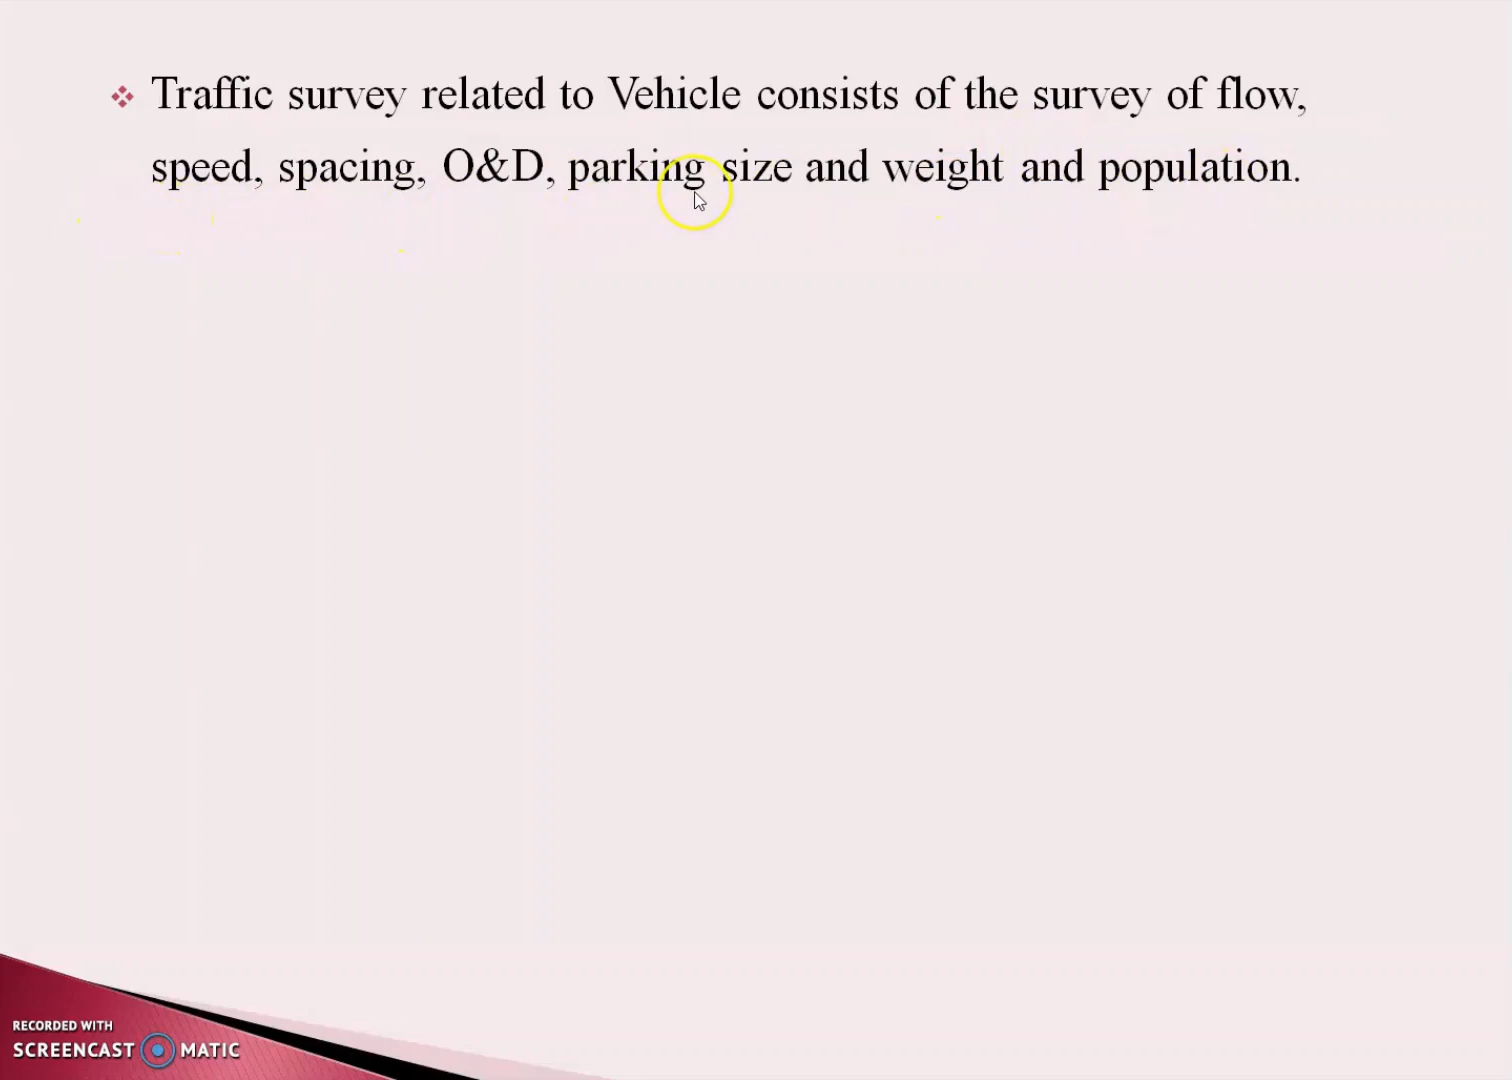 Traffic survey related to Vehicle consists of the survey of flow,
speed, spacing, O&D, parking size and weight and population.
RECORDED WITH
SCREENCAST MATIC